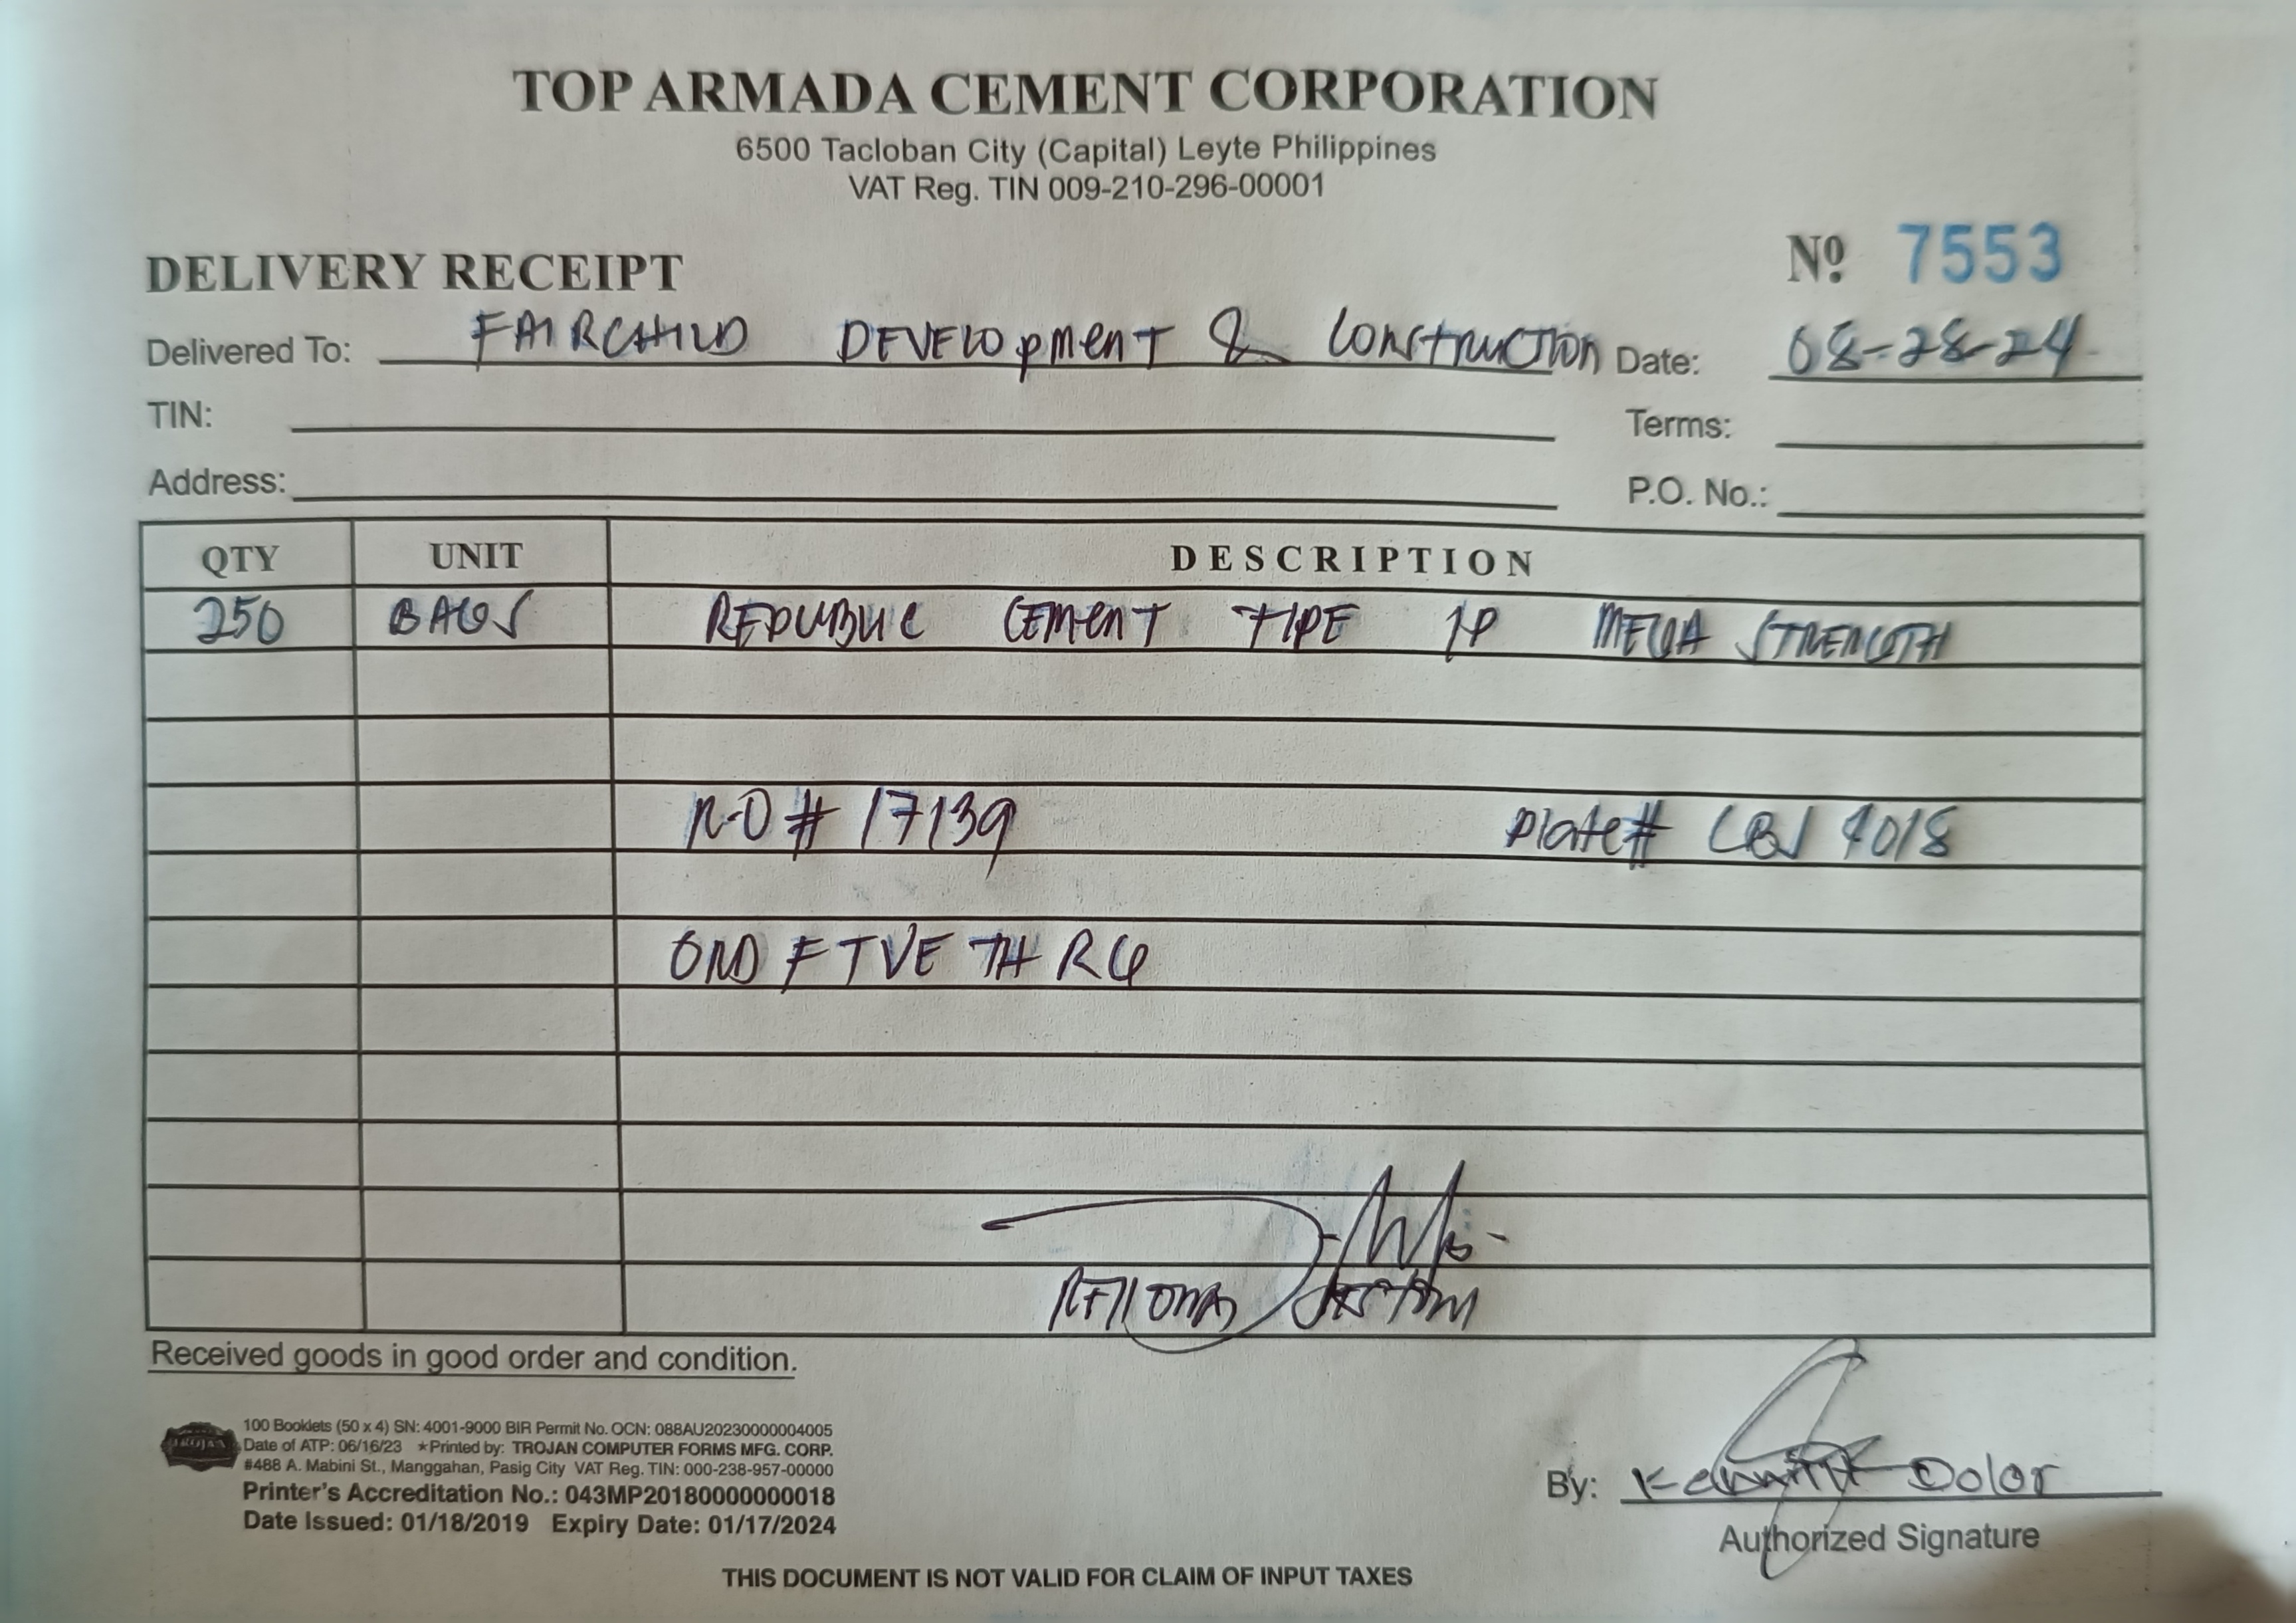 TOP ARMADA CEMENT CORPORATION
6500 Tacloban City (Capital) Leyte Philippines
VAT Reg. TIN 009-210-296-00001
DELIVERY RECEIPT
Nº 7553
Delivered To: FAIRCHILD DEVELOpmenT & ConstrucTion Date: 08-28-24
TIN: Terms:
Address: P.O. No.:
QTY UNIT DESCRIPTION
250 BAGS REPUBLIC CEMenT TYPE 1P MEGA STRENGTH
R-O # 17139 Plate# CBJ 4018
Received goods in good order and condition.
TROJAN
100 Booklets (50 x 4) SN: 4001-9000 BIR Permit No. OCN: 088AU20230000004005
Date of ATP: 06/16/23 ★Printed by: TROJAN COMPUTER FORMS MFG. CORP.
#488 A. Mabini St., Manggahan, Pasig City VAT Reg. TIN: 000-238-957-00000
Printer's Accreditation No.: 043MP20180000000018
Date Issued: 01/18/2019 Expiry Date: 01/17/2024
By: Dolor
Authorized Signature
THIS DOCUMENT IS NOT VALID FOR CLAIM OF INPUT TAXES